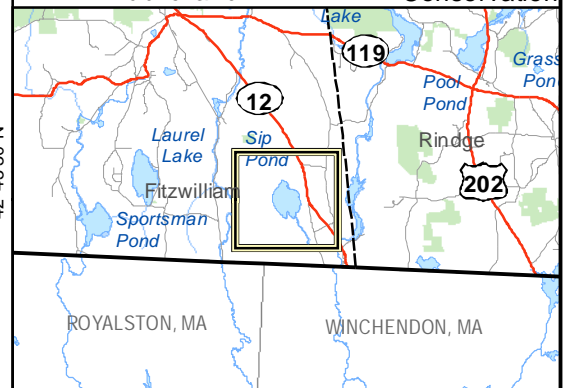 Lake
119
Grass
Pond
Pool
Pond
12
Laurel
Lake
Sip
Pond
Rindge
202
Fitzwilliam
Sportsman
Pond
ROYALSTON, MA
WINCHENDON, MA